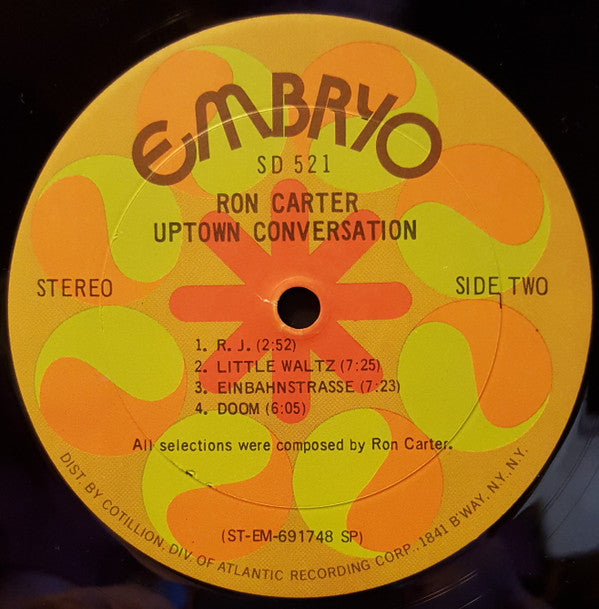 EMBRYO
SD 521
RON CARTER
UPTOWN CONVERSATION
STEREO
SIDE TWO
1. R. J. (2:52)
2. LITTLE WALTZ (7:25)
3. EINBAHNSTRASSE (7:23)
4. DOOM (6:05)
All selections were composed by Ron Carter.
(ST-EM-691748 SP)
DIST. BY COTILLION, DIV. OF ATLANTIC RECORDING CORP., 1841 B'WAY, N.Y., N.Y.